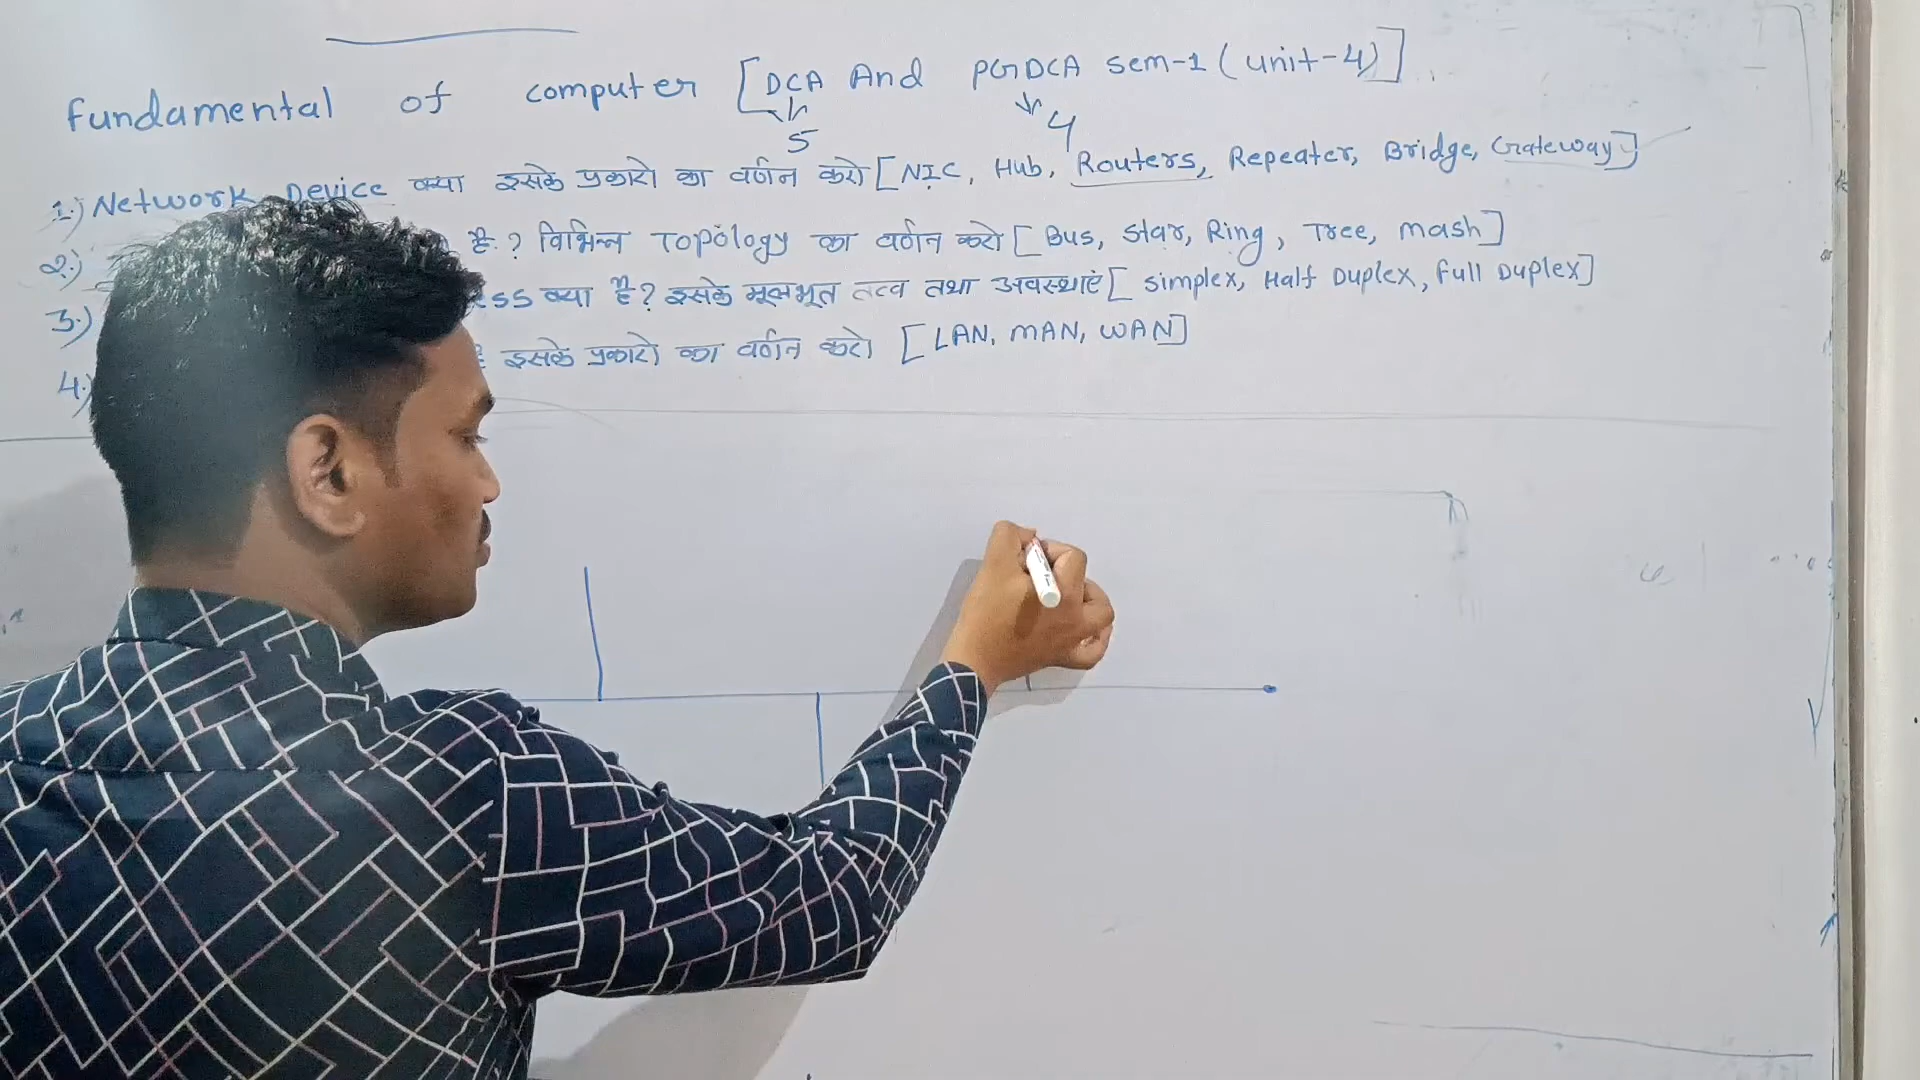 Fundamental of computer [DCA And PGDCA sem-1 (unit-4)]
5 4
1.) Network Device क्या इसके प्रकारो का वर्णन करो [NIC, Hub, Routers, Repeater, Bridge, Gateway]
2.) है.? विभिन्न Topology का वर्णन करो [Bus, Star, Ring, Tree, mash]
3.) ess क्या है? इसके मूलभूत तत्व तथा अवस्थाएं [simplex, Half Duplex, Full Duplex]
4.) इसके प्रकारो का वर्णन करो [LAN, MAN, WAN]